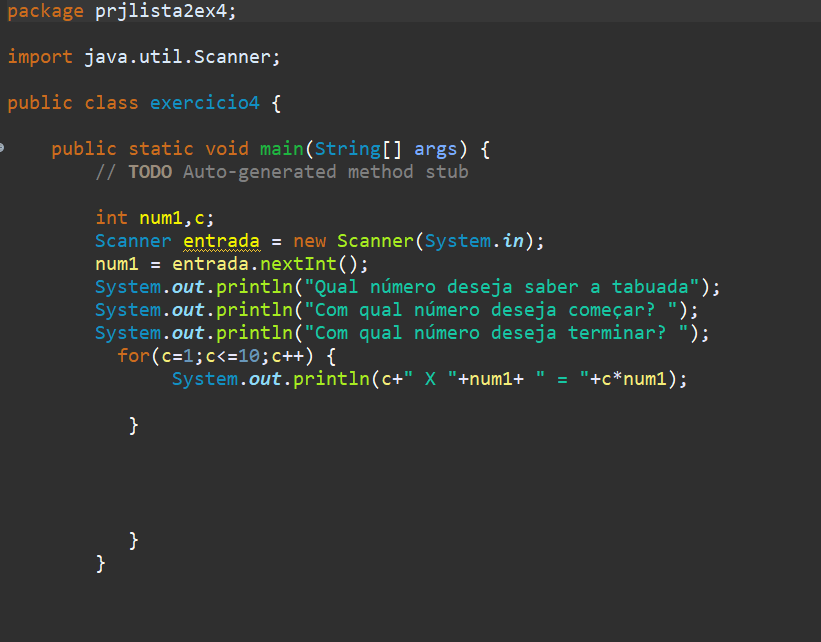 package prjlista2ex4;
import java.util.Scanner;
public class exercicio4 {
public static void main(String[] args) {
// TODO Auto-generated method stub
int num1,c;
Scanner entrada = new Scanner(System.in);
num1 = entrada.nextInt();
System.out.println("Qual número deseja saber a tabuada");
System.out.println("Com qual número deseja começar? ");
System.out.println("Com qual número deseja terminar? ");
for(c=1;c<=10;c++) {
System.out.println(c+" X "+num1+ " = "+c*num1);
}
}
}